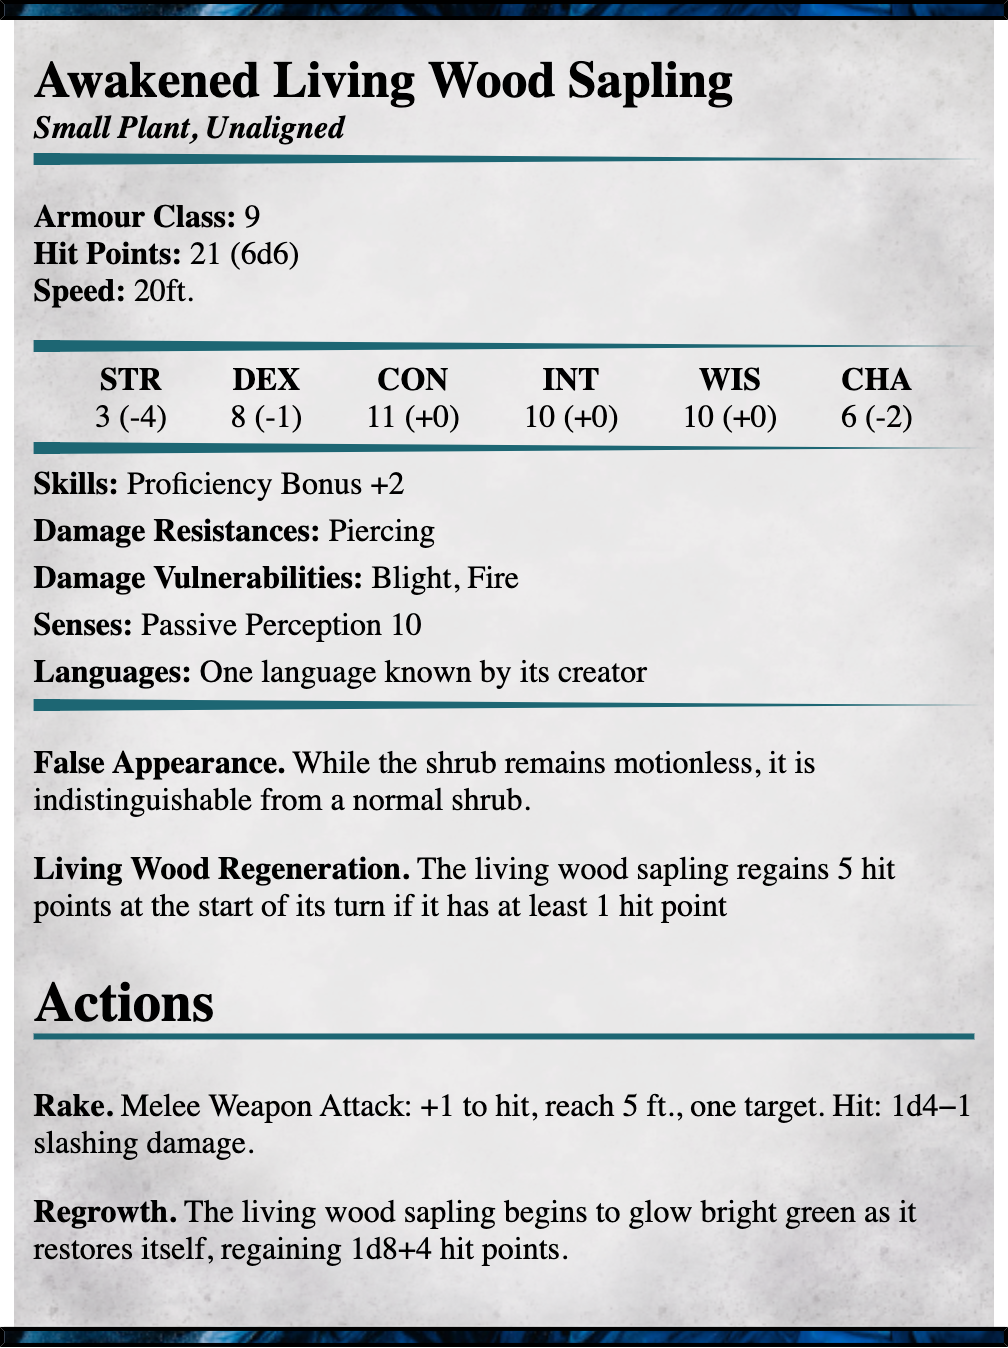 Awakened Living Wood Sapling
Small Plant, Unaligned
Armour Class: 9
Hit Points: 21 (6d6)
Speed: 20ft.
STR DEX CON INT WIS CHA
3 (-4) 8 (-1) 11 (+0) 10 (+0) 10 (+0) 6 (-2)
Skills: Proficiency Bonus +2
Damage Resistances: Piercing
Damage Vulnerabilities: Blight, Fire
Senses: Passive Perception 10
Languages: One language known by its creator
False Appearance. While the shrub remains motionless, it is
indistinguishable from a normal shrub.
Living Wood Regeneration. The living wood sapling regains 5 hit
points at the start of its turn if it has at least 1 hit point
Actions
Rake. Melee Weapon Attack: +1 to hit, reach 5 ft., one target. Hit: 1d4−1
slashing damage.
Regrowth. The living wood sapling begins to glow bright green as it
restores itself, regaining 1d8+4 hit points.